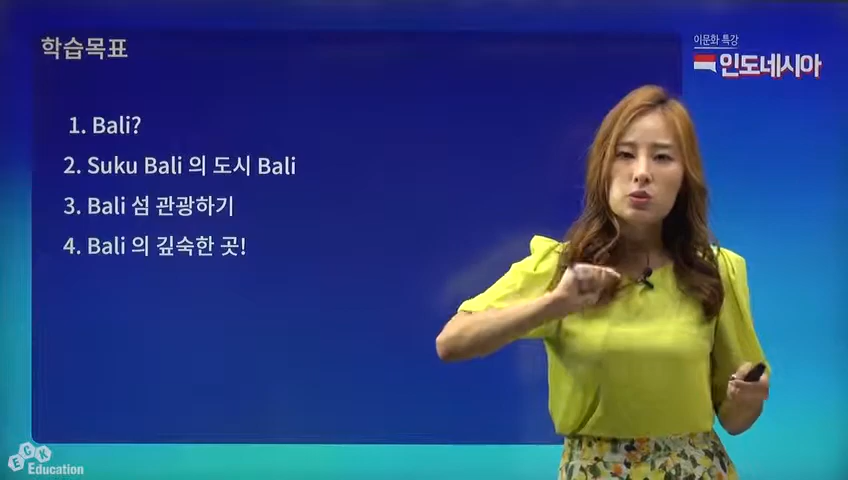 학습목표
이문화 특강
인도네시아
1. Bali?
2. Suku Bali 의 도시 Bali
3. Bali 섬 관광하기
4. Bali 의 깊숙한 곳!
ECK
Education